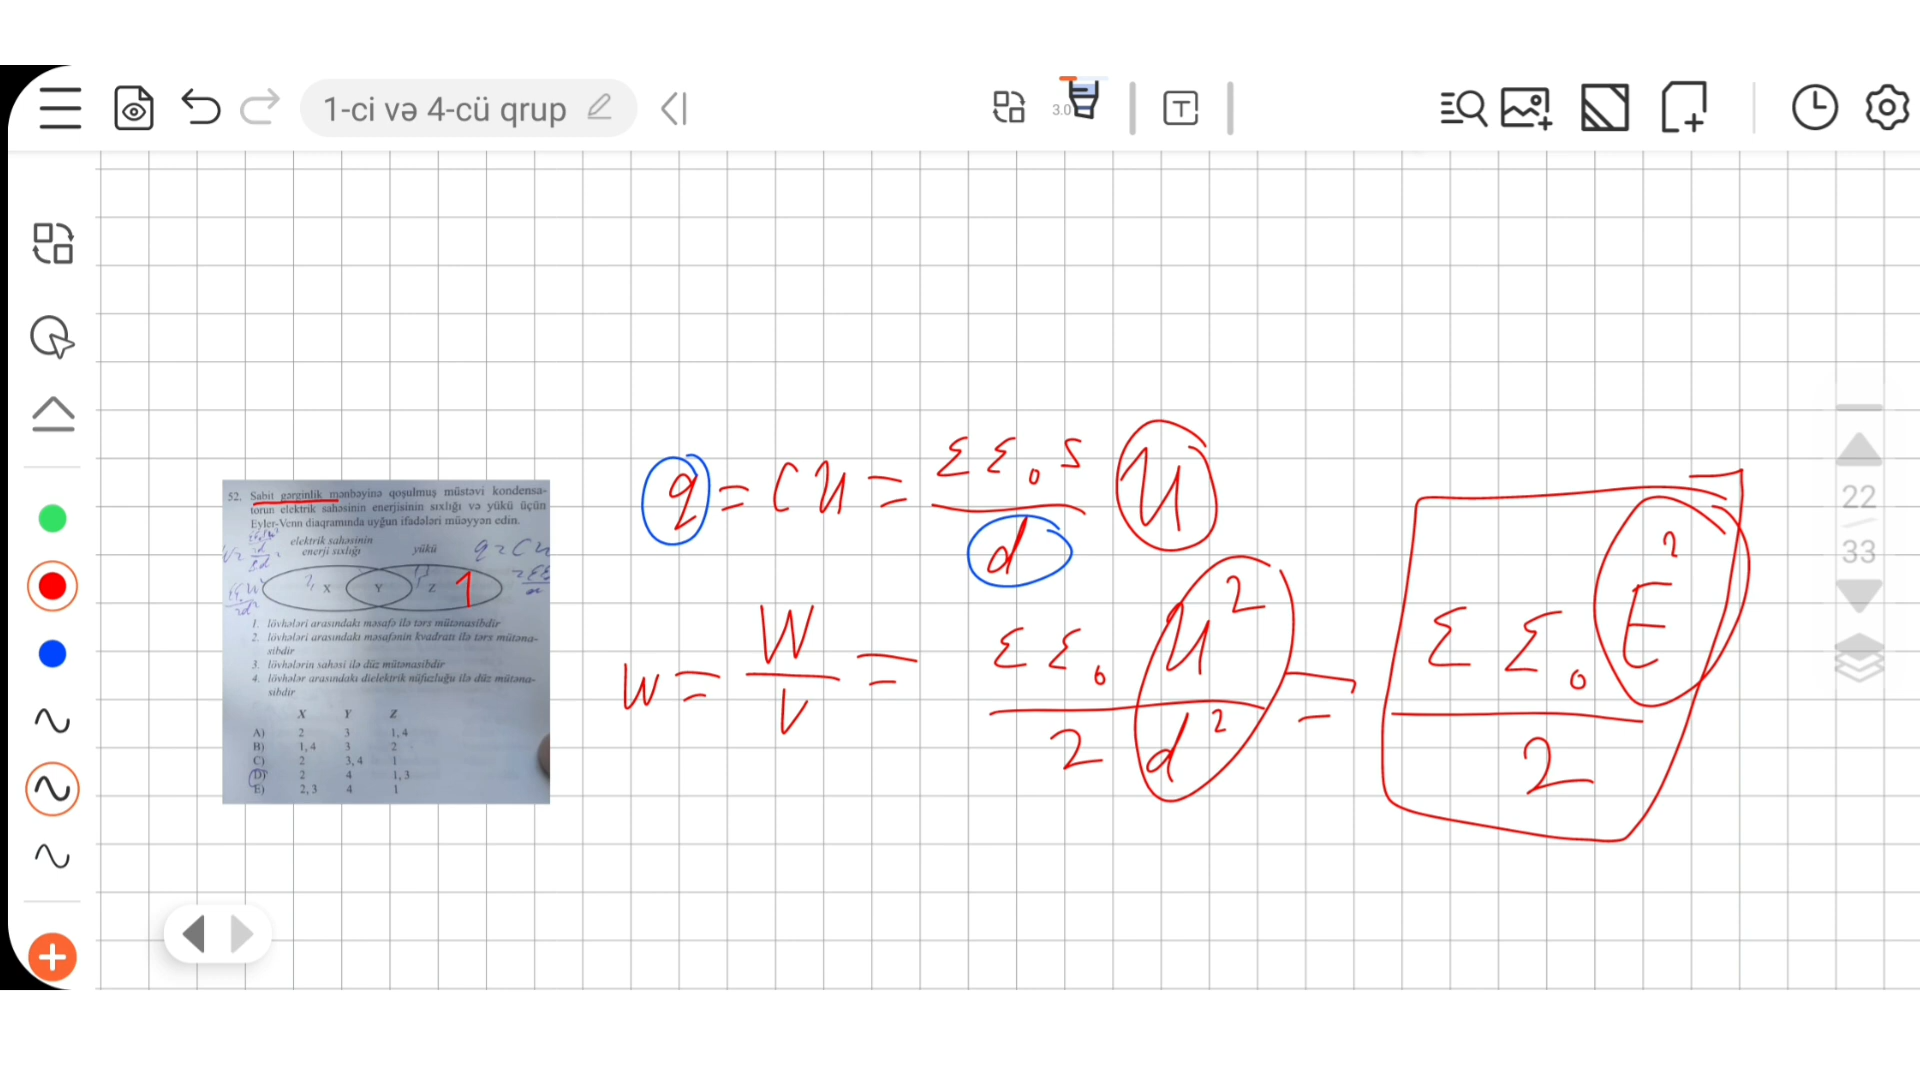 1-ci və 4-cü qrup
3.0
T
22
33
52. Sabit gərginlik mənbəyinə qoşulmuş müstəvi kondensa-
torun elektrik sahəsinin enerjisinin sıxlığı və yükü üçün
Eyler-Venn diaqramında uyğun ifadələri müəyyən edin.
elektrik sahəsinin
enerji sıxlığı
yükü
q = CU
X Y Z 1
1. lövhələri arasındakı məsafə ilə tərs mütənasibdir
2. lövhələri arasındakı məsafənin kvadratı ilə tərs mütəna-
sibdir
3. lövhələrin sahəsi ilə düz mütənasibdir
4. lövhələr arasındakı dielektrik nüfuzluğu ilə düz mütəna-
sibdir
X Y Z
A) 2 3 1, 4
B) 1, 4 3 2
C) 2 3, 4 1
D) 2 4 1, 3
E) 2, 3 4 1
q = CU = εε₀S/d U
w = W/V = εε₀U²/2d² = εε₀E²/2